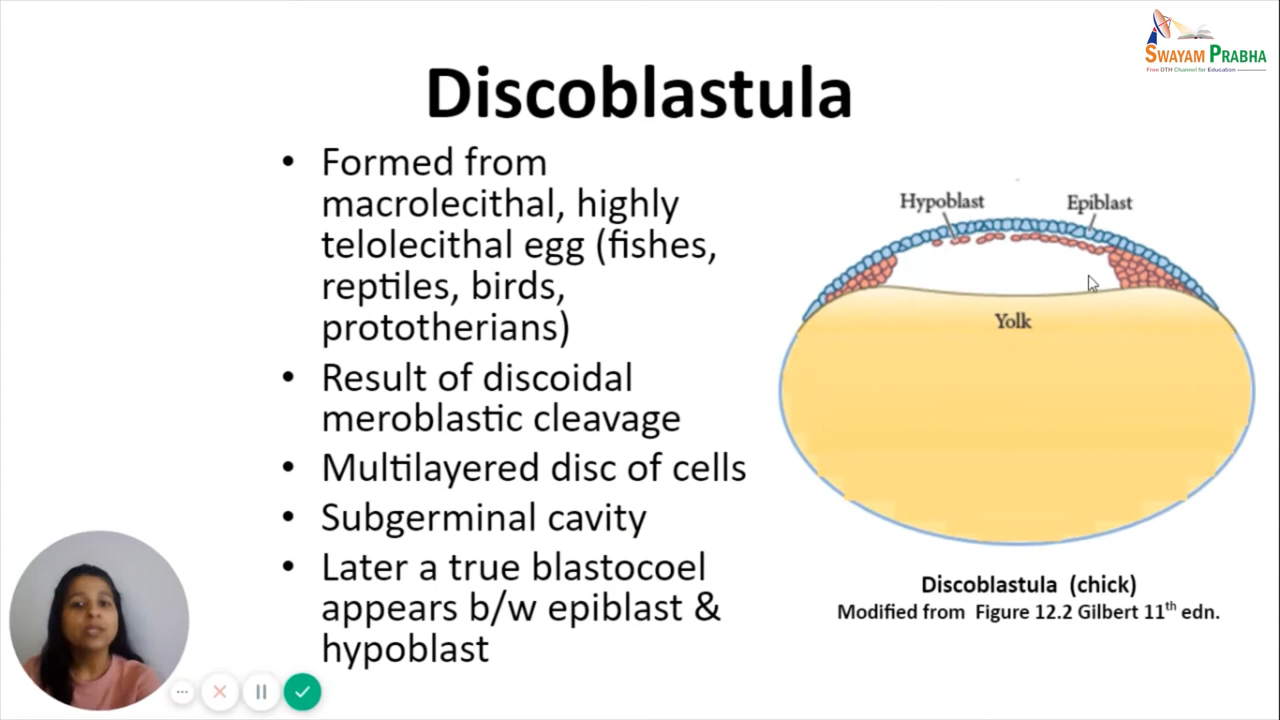 SWAYAM PRABHA
Free DTH Channel for Education
Discoblastula
• Formed from
macrolecithal, highly
telolecithal egg (fishes,
reptiles, birds,
prototherians)
• Result of discoidal
meroblastic cleavage
• Multilayered disc of cells
• Subgerminal cavity
• Later a true blastocoel
appears b/w epiblast &
hypoblast
Hypoblast
Epiblast
Yolk
Discoblastula (chick)
Modified from Figure 12.2 Gilbert 11th edn.